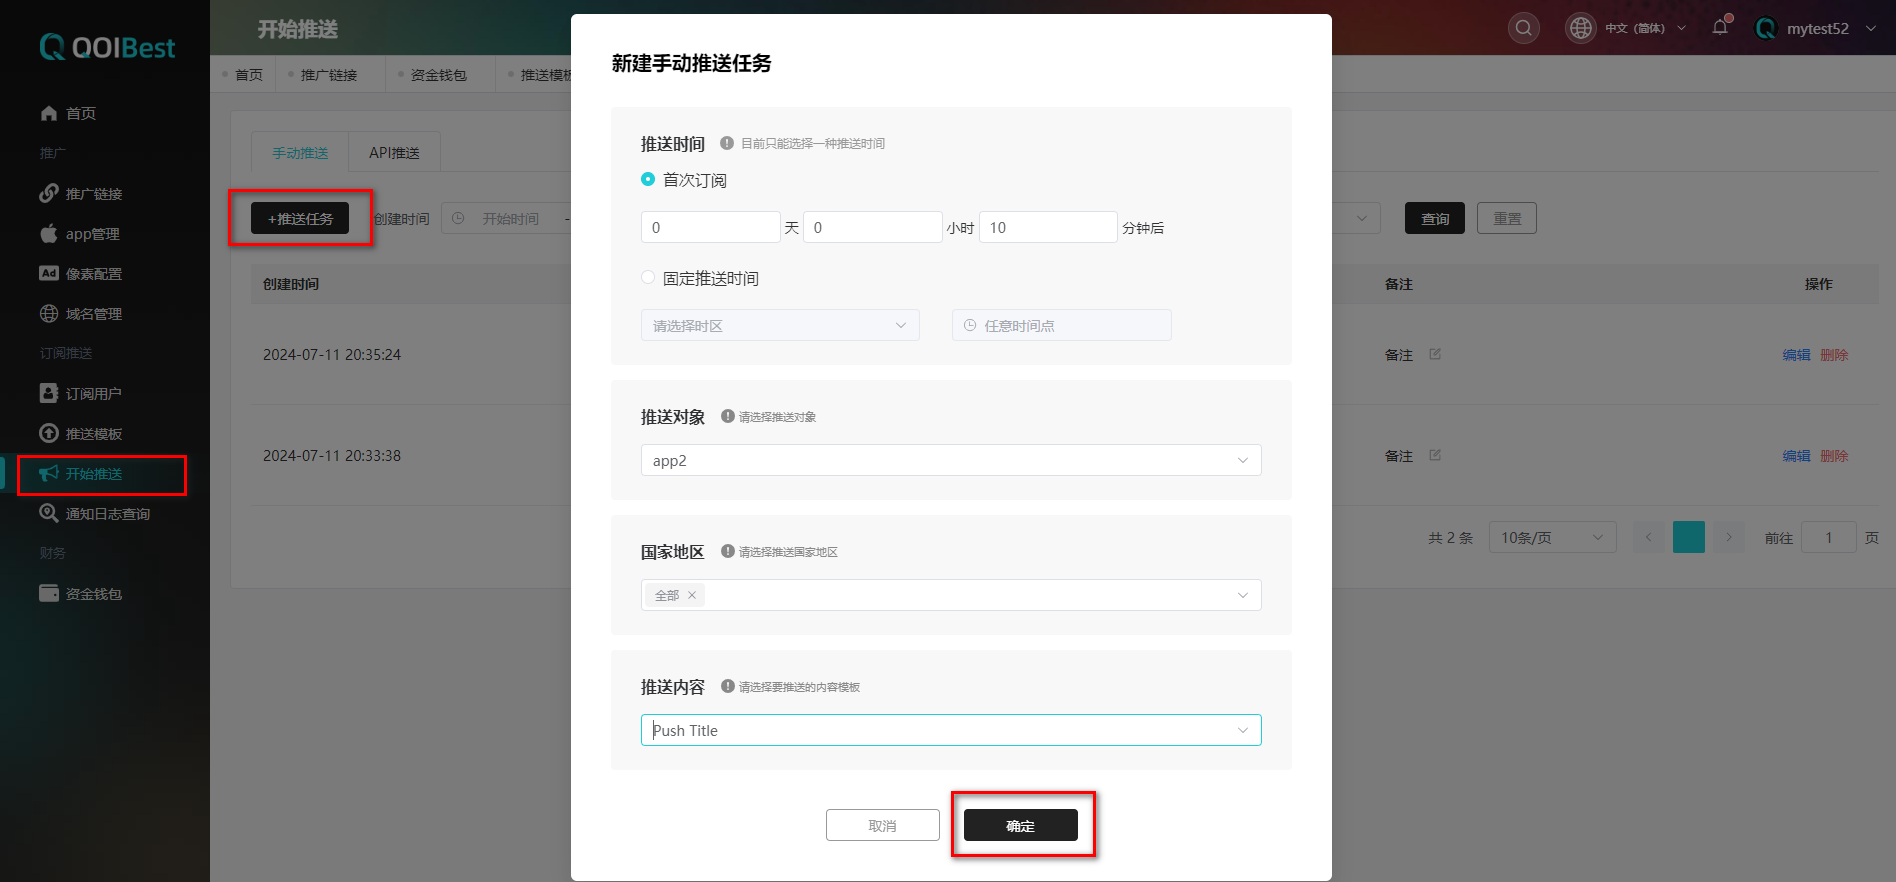 QOIBest
首页
推广
推广链接
app管理
Ad 像素配置
域名管理
订阅推送
订阅用户
推送模板
开始推送
通知日志查询
财务
资金钱包
开始推送
中文 (简体)
mytest52
首页
推广链接
资金钱包
手动推送
API推送
+推送任务
创建时间
开始时间
-
查询
重置
创建时间
备注
操作
2024-07-11 20:35:24
备注
编辑 删除
2024-07-11 20:33:38
备注
编辑 删除
共 2 条
10条/页
前往
1
页
新建手动推送任务
推送时间
目前只能选择一种推送时间
首次订阅
0 天 0 小时 10 分钟后
固定推送时间
请选择时区
任意时间点
推送对象
请选择推送对象
app2
国家地区
请选择推送国家地区
全部
推送内容
请选择要推送的内容模板
Push Title
取消
确定